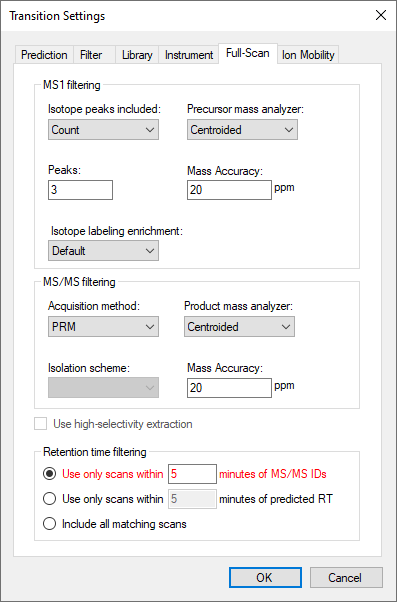 Transition Settings
Prediction Filter Library Instrument Full-Scan Ion Mobility
MS1 filtering
Isotope peaks included: Precursor mass analyzer:
Count Centroided
Peaks: Mass Accuracy:
3 20 ppm
Isotope labeling enrichment:
Default
MS/MS filtering
Acquisition method: Product mass analyzer:
PRM Centroided
Isolation scheme: Mass Accuracy:
20 ppm
Use high-selectivity extraction
Retention time filtering
Use only scans within 5 minutes of MS/MS IDs
Use only scans within 5 minutes of predicted RT
Include all matching scans
OK Cancel